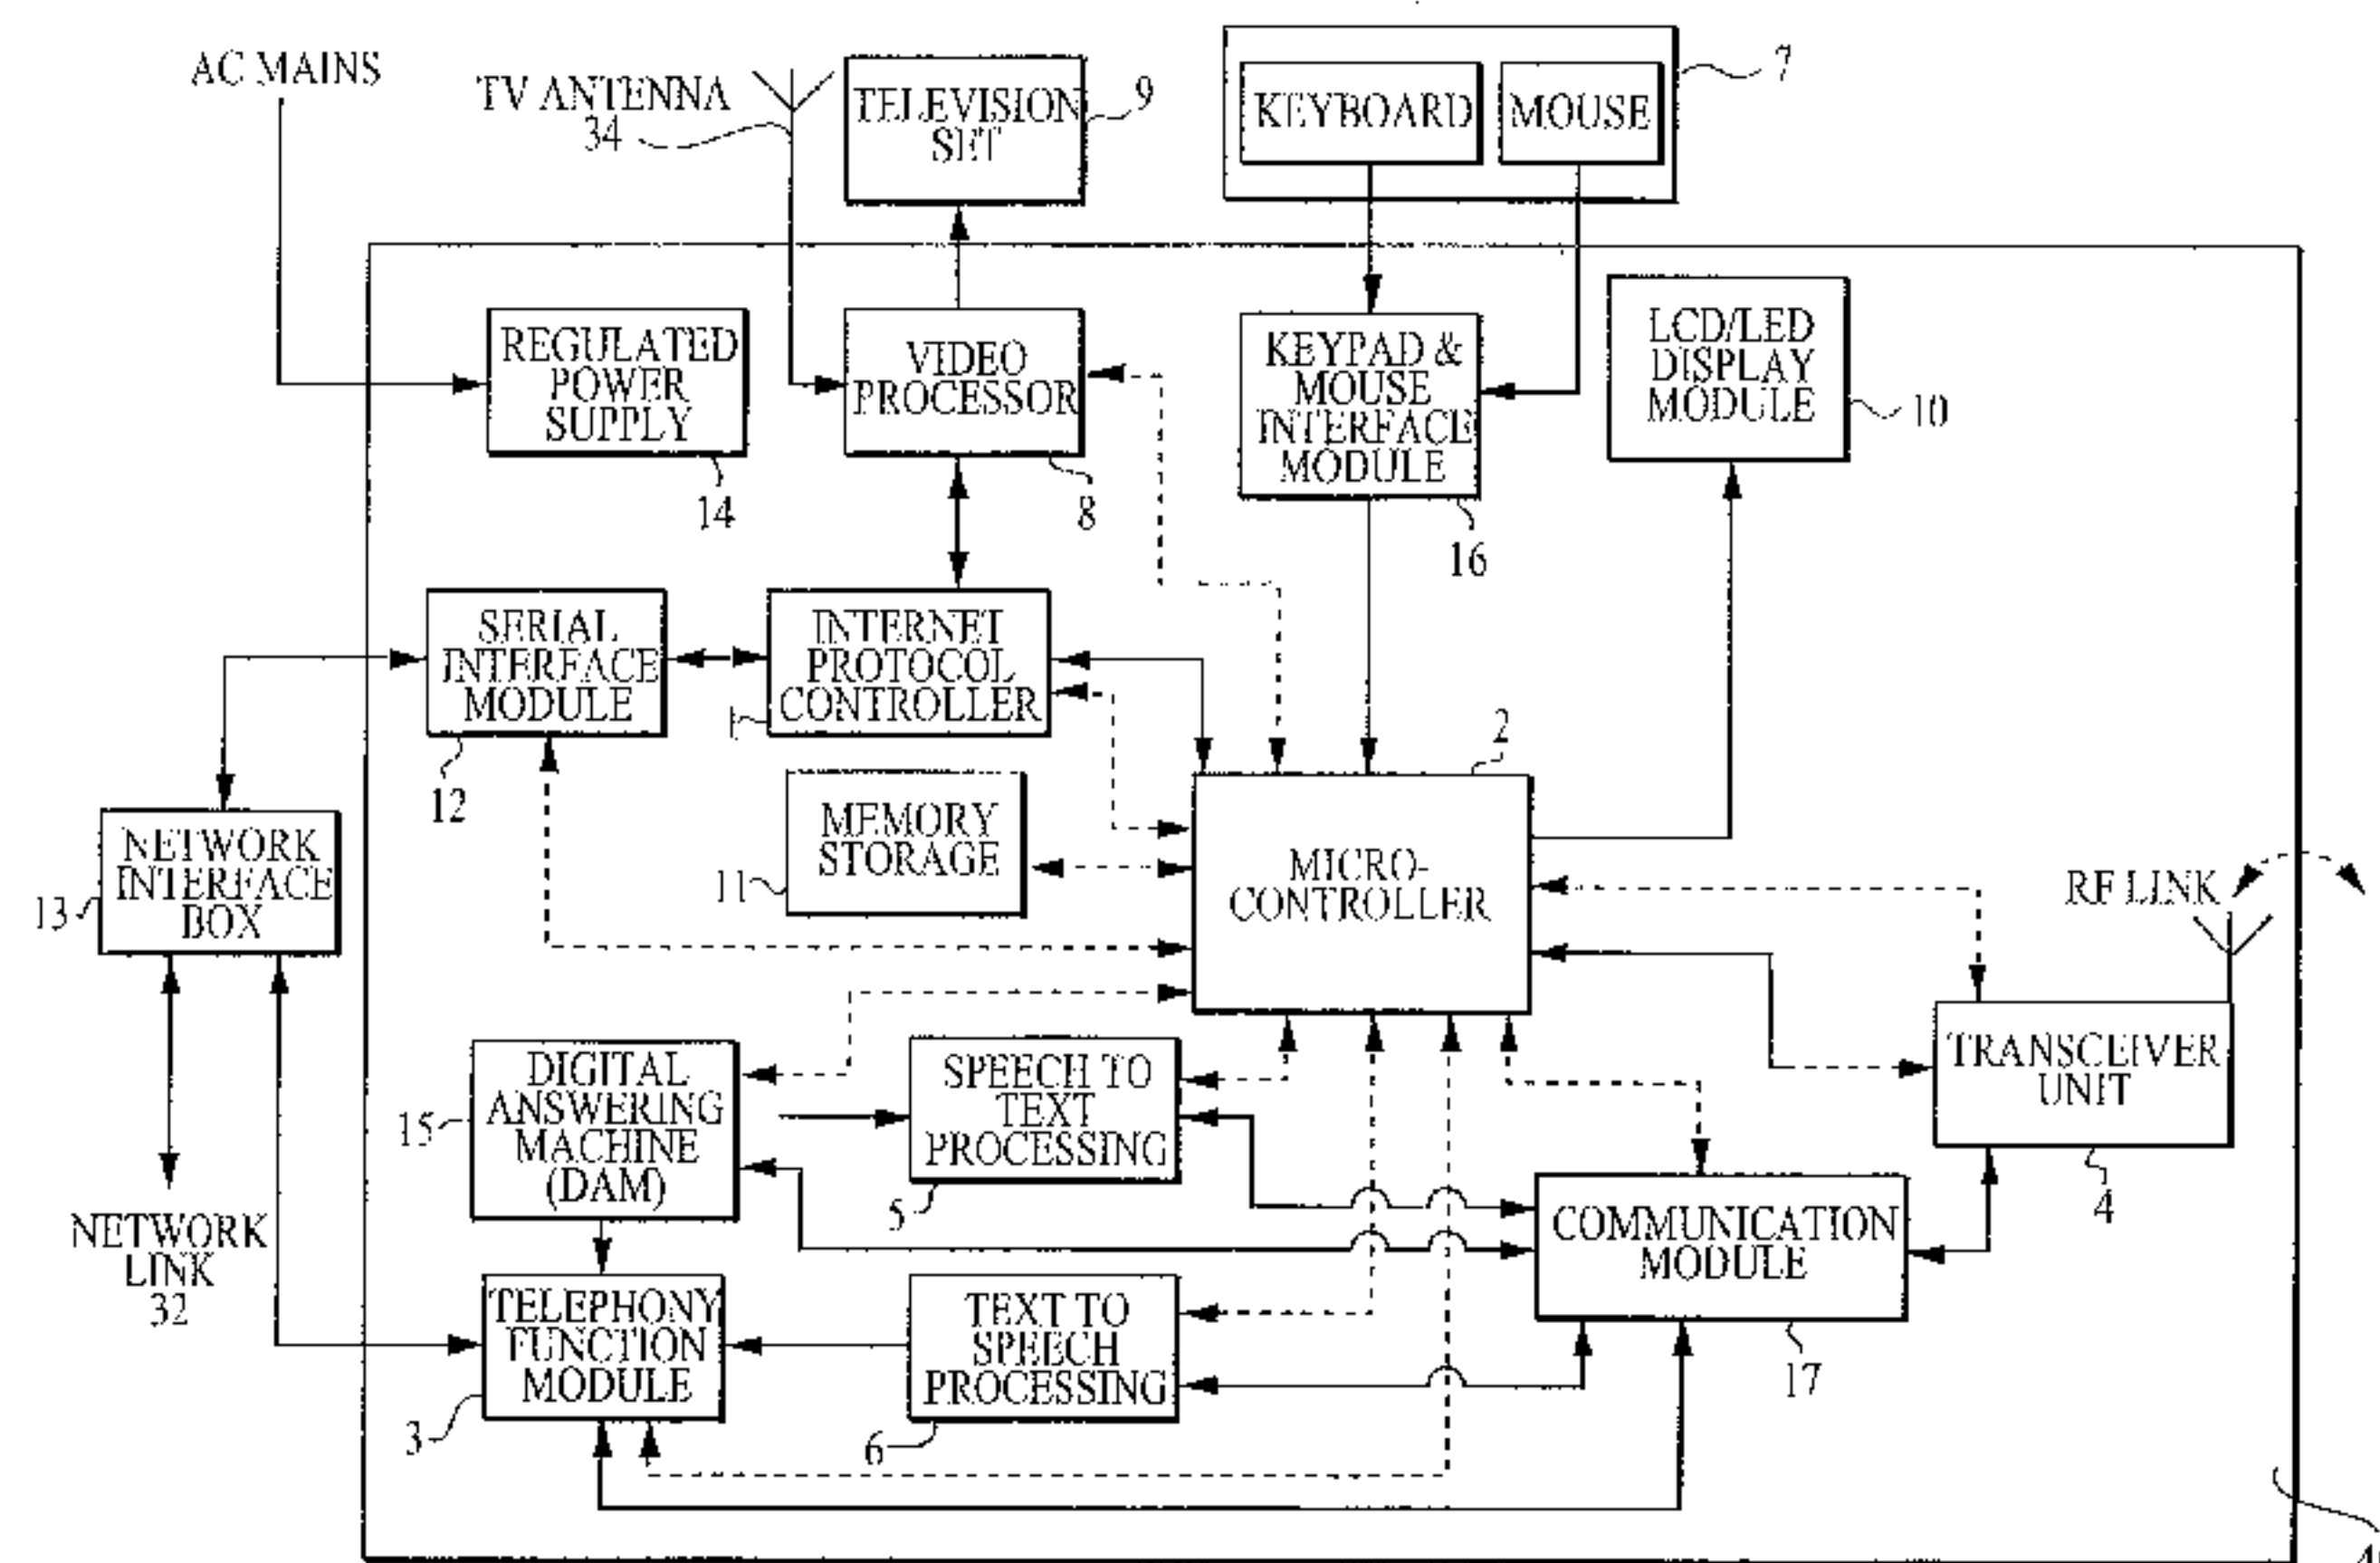 AC MAINS
TV ANTENNA
34
TELEVISION
SET
9
KEYBOARD
MOUSE
7
REGULATED
POWER
SUPPLY
14
VIDEO
PROCESSOR
8
KEYPAD &
MOUSE
INTERFACE
MODULE
16
LCD/LED
DISPLAY
MODULE
10
SERIAL
INTERFACE
MODULE
12
INTERNET
PROTOCOL
CONTROLLER
1
2
NETWORK
INTERFACE
BOX
13
MEMORY
STORAGE
11
MICRO-
CONTROLLER
RF LINK
DIGITAL
ANSWERING
MACHINE
(DAM)
15
SPEECH TO
TEXT
PROCESSING
5
TRANSCEIVER
UNIT
4
NETWORK
LINK
32
COMMUNICATION
MODULE
17
TELEPHONY
FUNCTION
MODULE
3
TEXT TO
SPEECH
PROCESSING
6